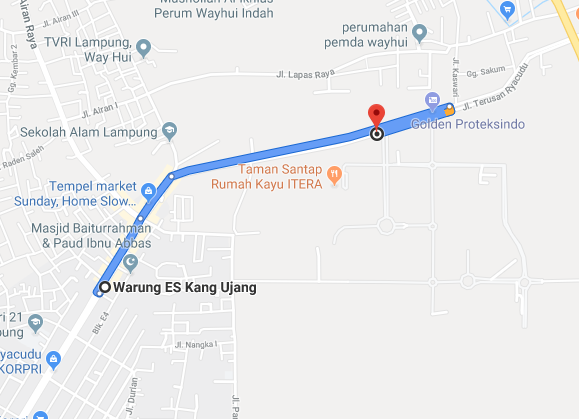 Musholah Al Ikhlas
Perum Wayhui Indah
Jl. Airan III
Airan Raya
TVRI Lampung,
Way Hui
Gg. Kembar 2
perumahan
pemda wayhui
Jl. Lapas Raya
Jl. Kaswari
Gg. Sakum
Jl. Terusan Ryacudu
Golden Proteksindo
Jl. Airan I
Sekolah Alam Lampung
Raden Saleh
Taman Santap
Rumah Kayu ITERA
Tempel market
Sunday, Home Slow...
Masjid Baiturrahman
& Paud Ibnu Abbas
Warung ES Kang Ujang
Blk. E4
ri 21
ung
yacudu
KORPRI
Jl. Nangka I
Jl. Durian
Jl. Pa